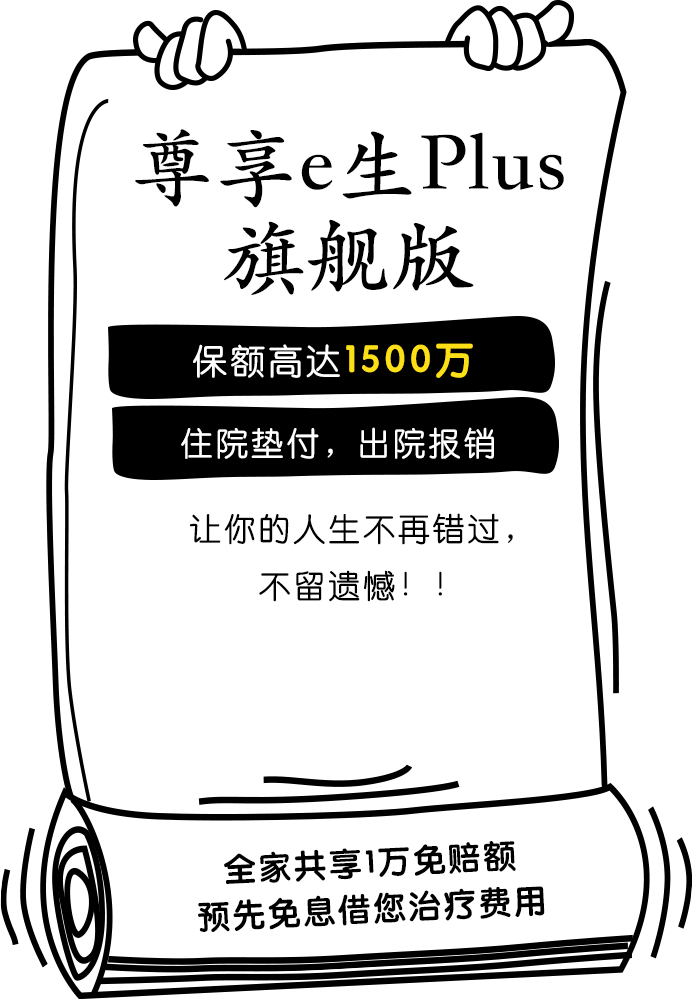 尊享e生Plus
旗舰版
保额高达1500万
住院垫付，出院报销
让你的人生不再错过，
不留遗憾！！
全家共享1万免赔额
预先免息借您治疗费用